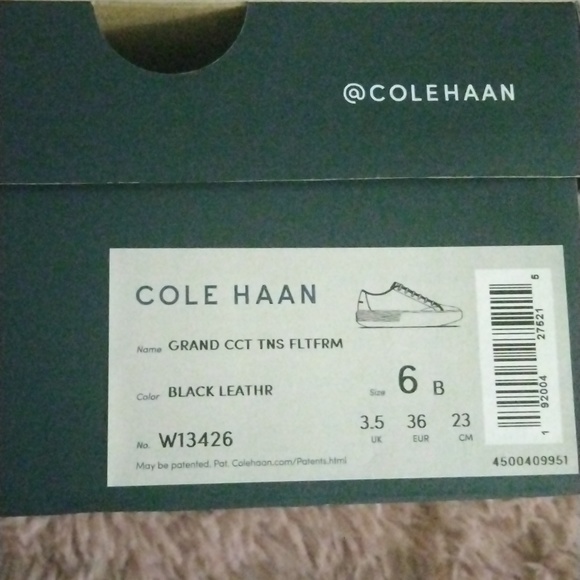 @COLEHAAN
COLE HAAN
Name GRAND CCT TNS FLTFRM
Color BLACK LEATHR
Size 6 B
3.5 36 23
UK EUR CM
No. W13426
May be patented. Pat. Colehaan.com/Patents.html
1 92004 27521 6
4500409951